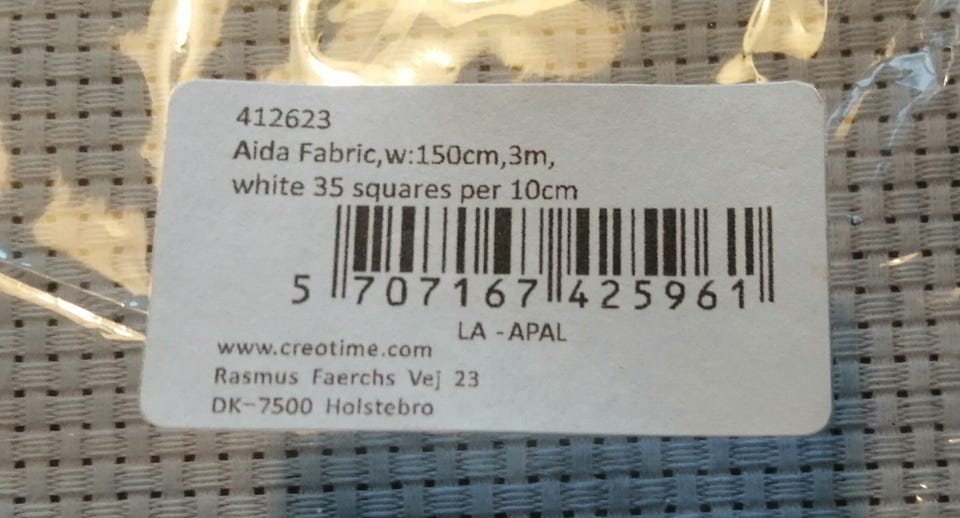 412623
Aida Fabric,w:150cm,3m,
white 35 squares per 10cm
5 707167 425961
LA -APAL
www.creotime.com
Rasmus Faerchs Vej 23
DK-7500 Holstebro